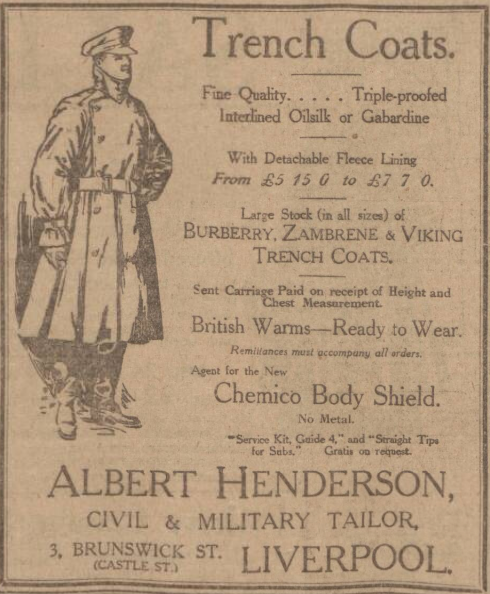 Trench Coats.
Fine Quality. . . . . Triple-proofed
Interlined Oilsilk or Gabardine
With Detachable Fleece Lining
From £5 15 0 to £7 7 0.
Large Stock (in all sizes) of
BURBERRY, ZAMBRENE & VIKING
TRENCH COATS.
Sent Carriage Paid on receipt of Height and
Chest Measurement.
British Warms—Ready to Wear.
Remittances must accompany all orders.
Agent for the New
Chemico Body Shield.
No Metal.
"Service Kit, Guide 4," and "Straight Tips
for Subs." Gratis on request.
ALBERT HENDERSON,
CIVIL & MILITARY TAILOR,
3, BRUNSWICK ST.
(CASTLE ST.)
LIVERPOOL.